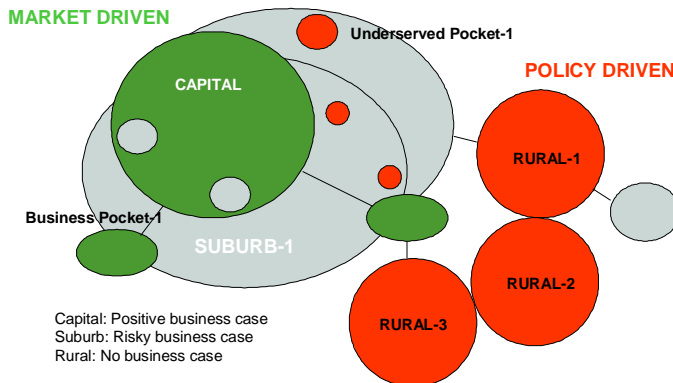 MARKET DRIVEN
Underserved Pocket-1
POLICY DRIVEN
CAPITAL
RURAL-1
Business Pocket-1
SUBURB-1
RURAL-2
RURAL-3
Capital: Positive business case
Suburb: Risky business case
Rural: No business case